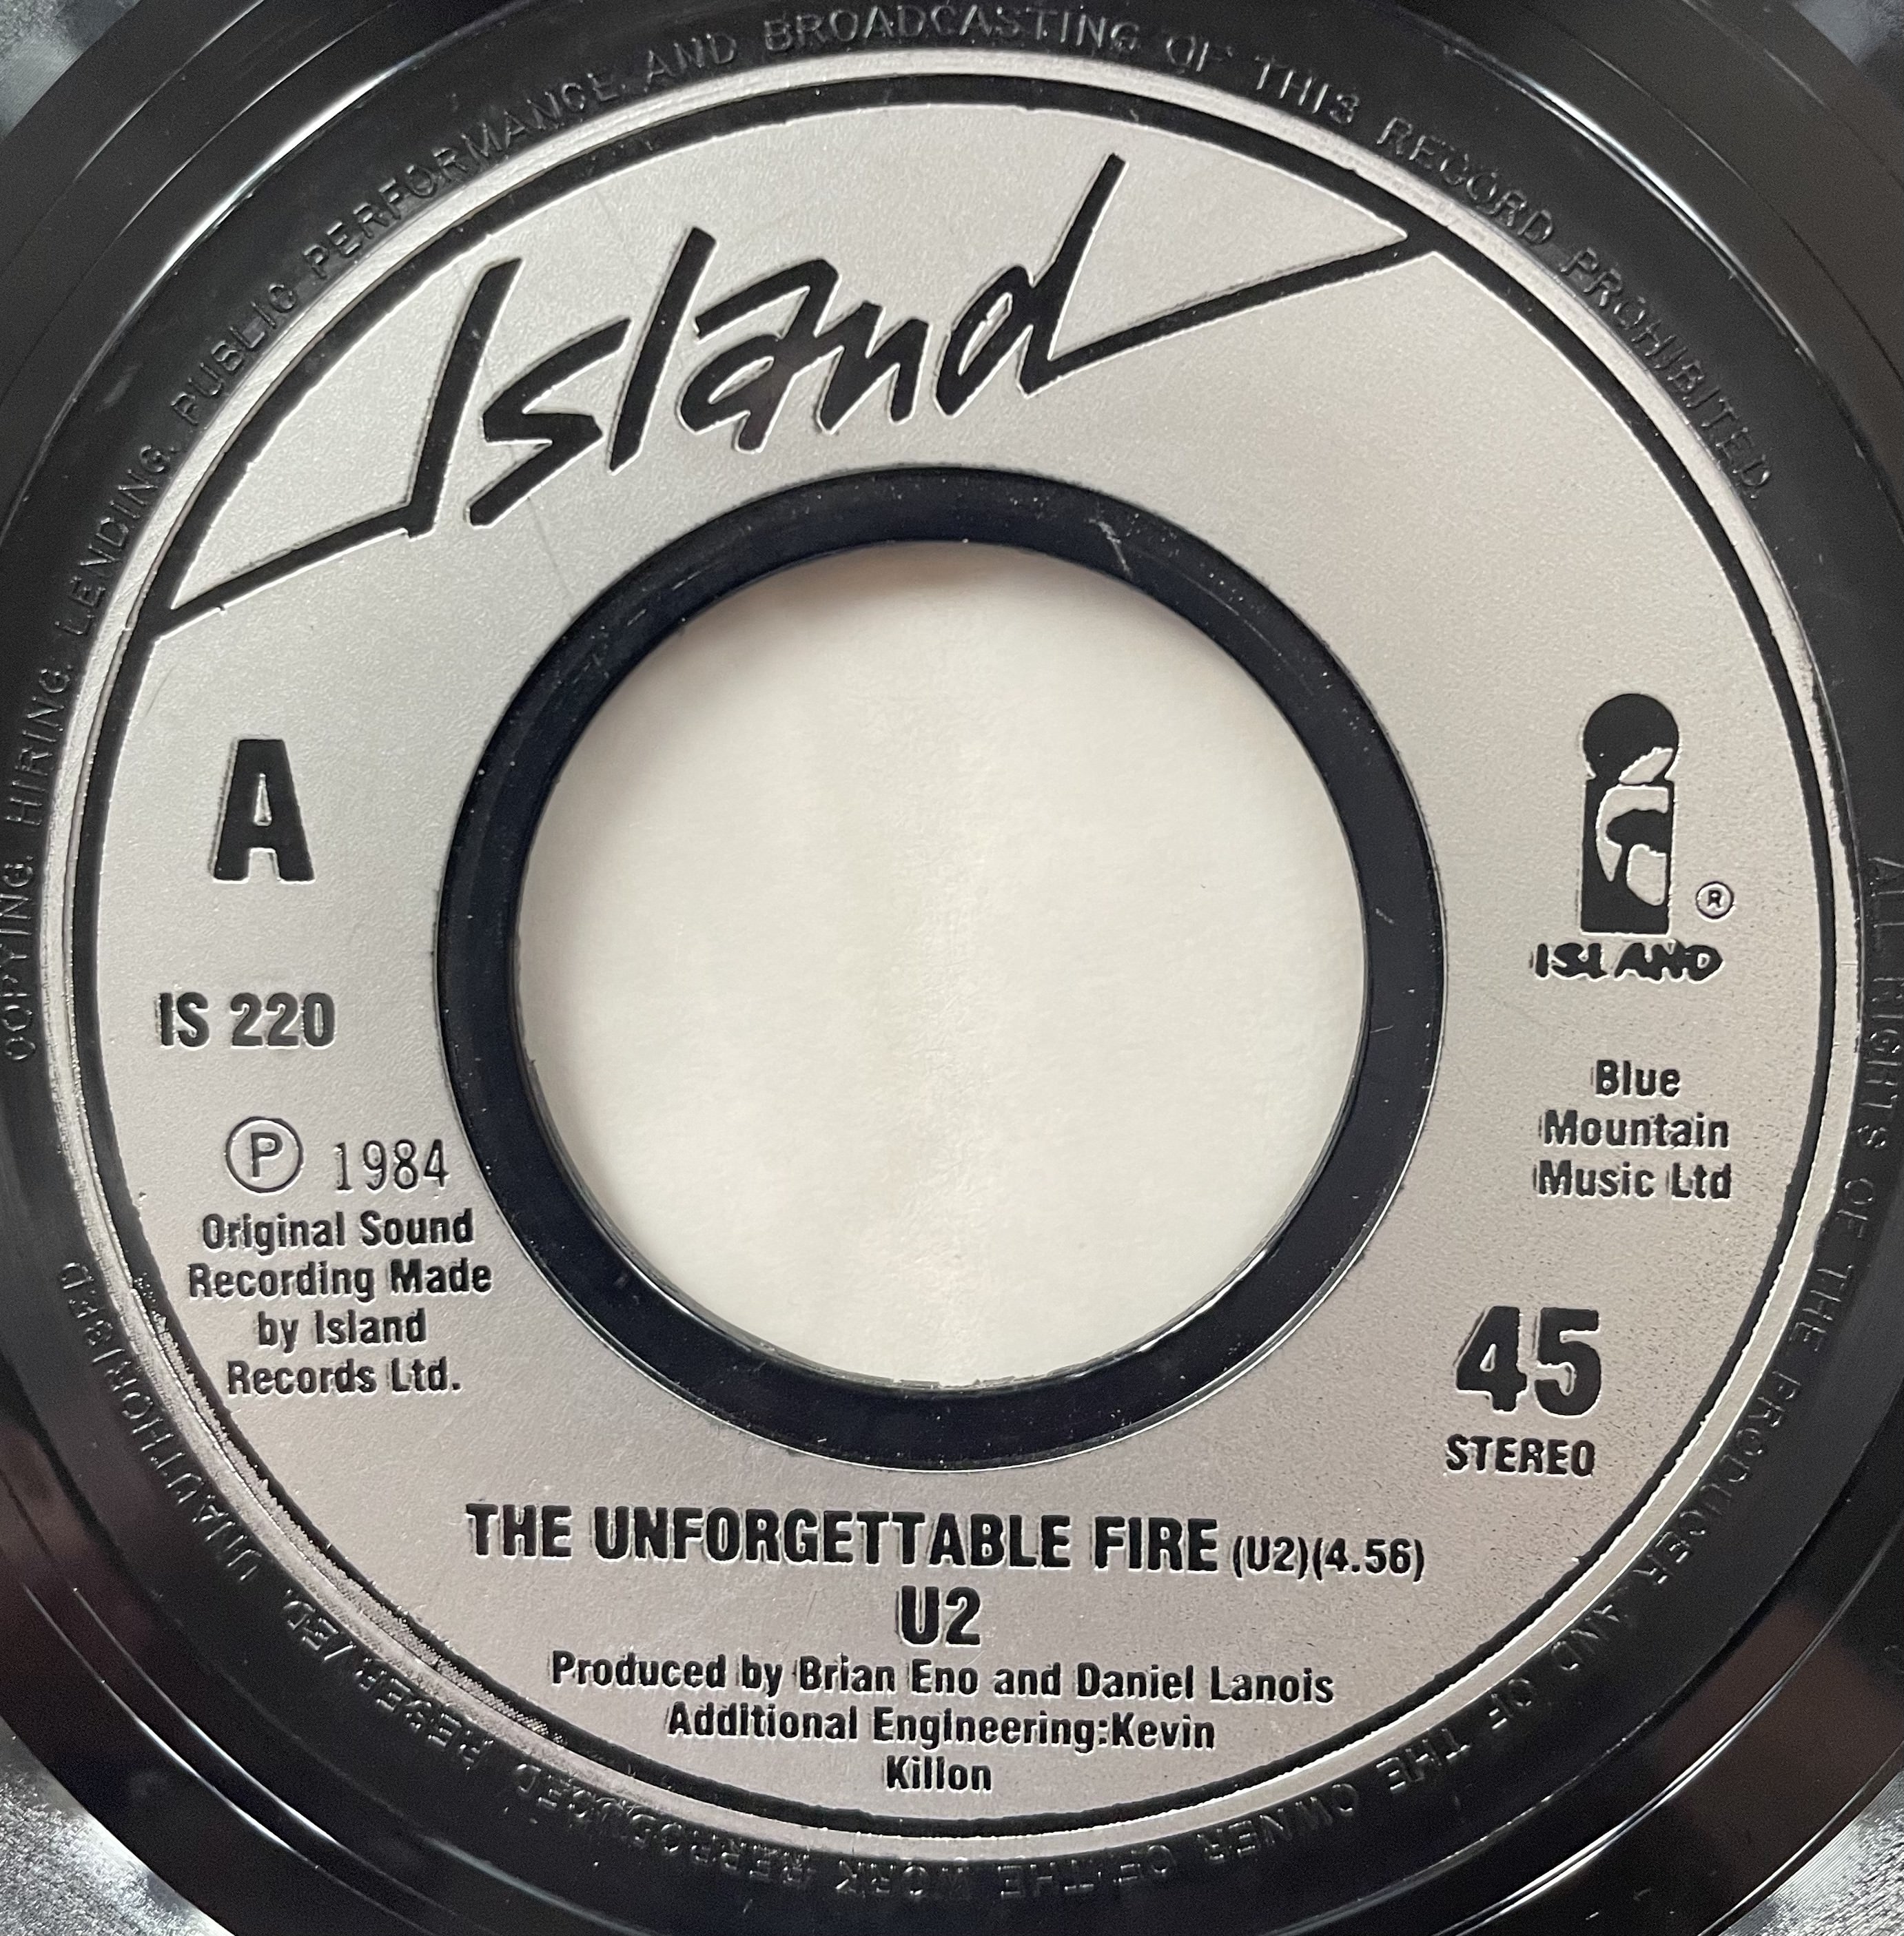 ALL RIGHTS OF THE PRODUCER AND OF THE OWNER OF THE WORK REPRODUCED RESERVED. UNAUTHORISED
COPYING. HIRING. LENDING. PUBLIC PERFORMANCE AND BROADCASTING OF THIS RECORD PROHIBITED.
Island
A
®
ISLAND
IS 220
Blue
Mountain
Music Ltd
Ⓟ 1984
Original Sound
Recording Made
by Island
Records Ltd.
45
STEREO
THE UNFORGETTABLE FIRE (U2)(4.56)
U2
Produced by Brian Eno and Daniel Lanois
Additional Engineering:Kevin
Killon